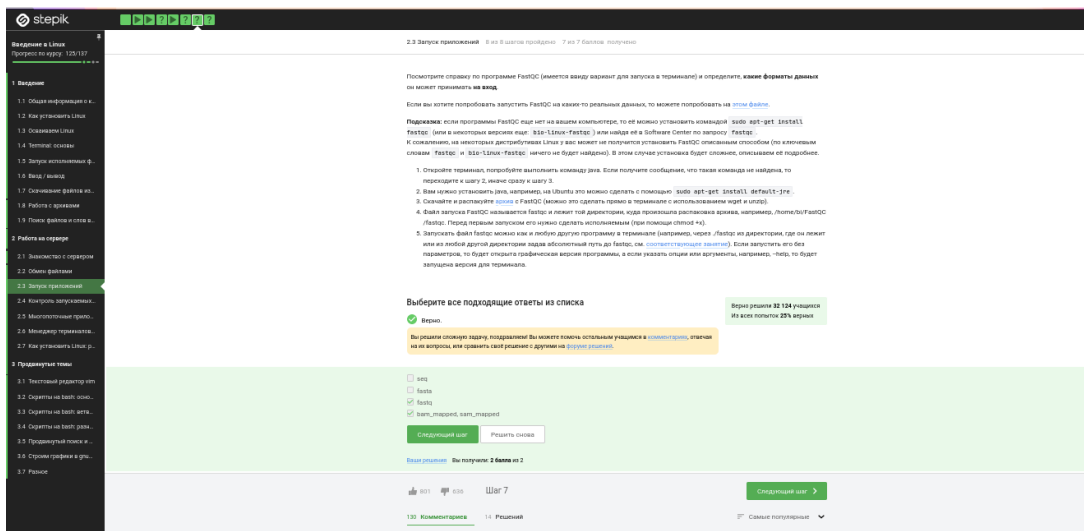 stepik
Введение в Linux
Прогресс по курсу: 125/137
1 Введение
1.1 Общая информация о к...
1.2 Как установить Linux
1.3 Осваиваем Linux
1.4 Terminal: основы
1.5 Запуск исполняемых ф...
1.6 Ввод / вывод
1.7 Скачивание файлов из...
1.8 Работа с архивами
1.9 Поиск файлов и слов в...
2 Работа на сервере
2.1 Знакомство с сервером
2.2 Обмен файлами
2.3 Запуск приложений
2.4 Контроль запускаемых...
2.5 Многопоточные прило...
2.6 Менеджер терминалов...
2.7 Как установить Linux: р...
3 Продвинутые темы
3.1 Текстовый редактор vim
3.2 Скрипты на bash: осно...
3.3 Скрипты на bash: ветв...
3.4 Скрипты на bash: разн...
3.5 Продвинутый поиск и ...
3.6 Строим графики в gnu...
3.7 Разное
2.3 Запуск приложений 8 из 8 шагов пройдено 7 из 7 баллов получено
Посмотрите справку по программе FastQC (имеется ввиду вариант для запуска в терминале) и определите, какие форматы данных
он может принимать на вход.
Если вы хотите попробовать запустить FastQC на каких-то реальных данных, то можете попробовать на этом файле.
Подсказка: если программы FastQC еще нет на вашем компьютере, то её можно установить командой sudo apt-get install
fastqc (или в некоторых версиях еще: bio-linux-fastqc) или найдя её в Software Center по запросу fastqc.
К сожалению, на некоторых дистрибутивах Linux у вас может не получится установить FastQC описанным способом (по ключевым
словам fastqc и bio-linux-fastqc ничего не будет найдено). В этом случае установка будет сложнее, описываем её подробнее.
1. Откройте терминал, попробуйте выполнить команду java. Если получите сообщение, что такая команда не найдена, то
переходите к шагу 2, иначе сразу к шагу 3.
2. Вам нужно установить java, например, на Ubuntu это можно сделать с помощью sudo apt-get install default-jre.
3. Скачайте и распакуйте архив с FastQC (можно это сделать прямо в терминале с использованием wget и unzip).
4. Файл запуска FastQC называется fastqc и лежит той директории, куда произошла распаковка архива, например, /home/bi/FastQC
/fastqc. Перед первым запуском его нужно сделать исполняемым (при помощи chmod +x).
5. Запускать файл fastqc можно как и любую другую программу в терминале (например, через ./fastqc из директории, где он лежит
или из любой другой директории задав абсолютный путь до fastqc, см. соответствующее занятие). Если запустить его без
параметров, то будет открыта графическая версия программы, а если указать опции или аргументы, например, --help, то будет
запущена версия для терминала.
Выберите все подходящие ответы из списка
Верно решили 32 124 учащихся
Из всех попыток 25% верных
Верно.
Вы решили сложную задачу, поздравляем! Вы можете помочь остальным учащимся в комментариях, отвечая
на их вопросы, или сравнить своё решение с другими на форуме решений.
seq
fasta
fastq
bam_mapped, sam_mapped
Следующий шаг Решить снова
Ваши решения Вы получили: 2 балла из 2
801 638 Шаг 7 Следующий шаг
130 Комментариев 14 Решений Самые популярные